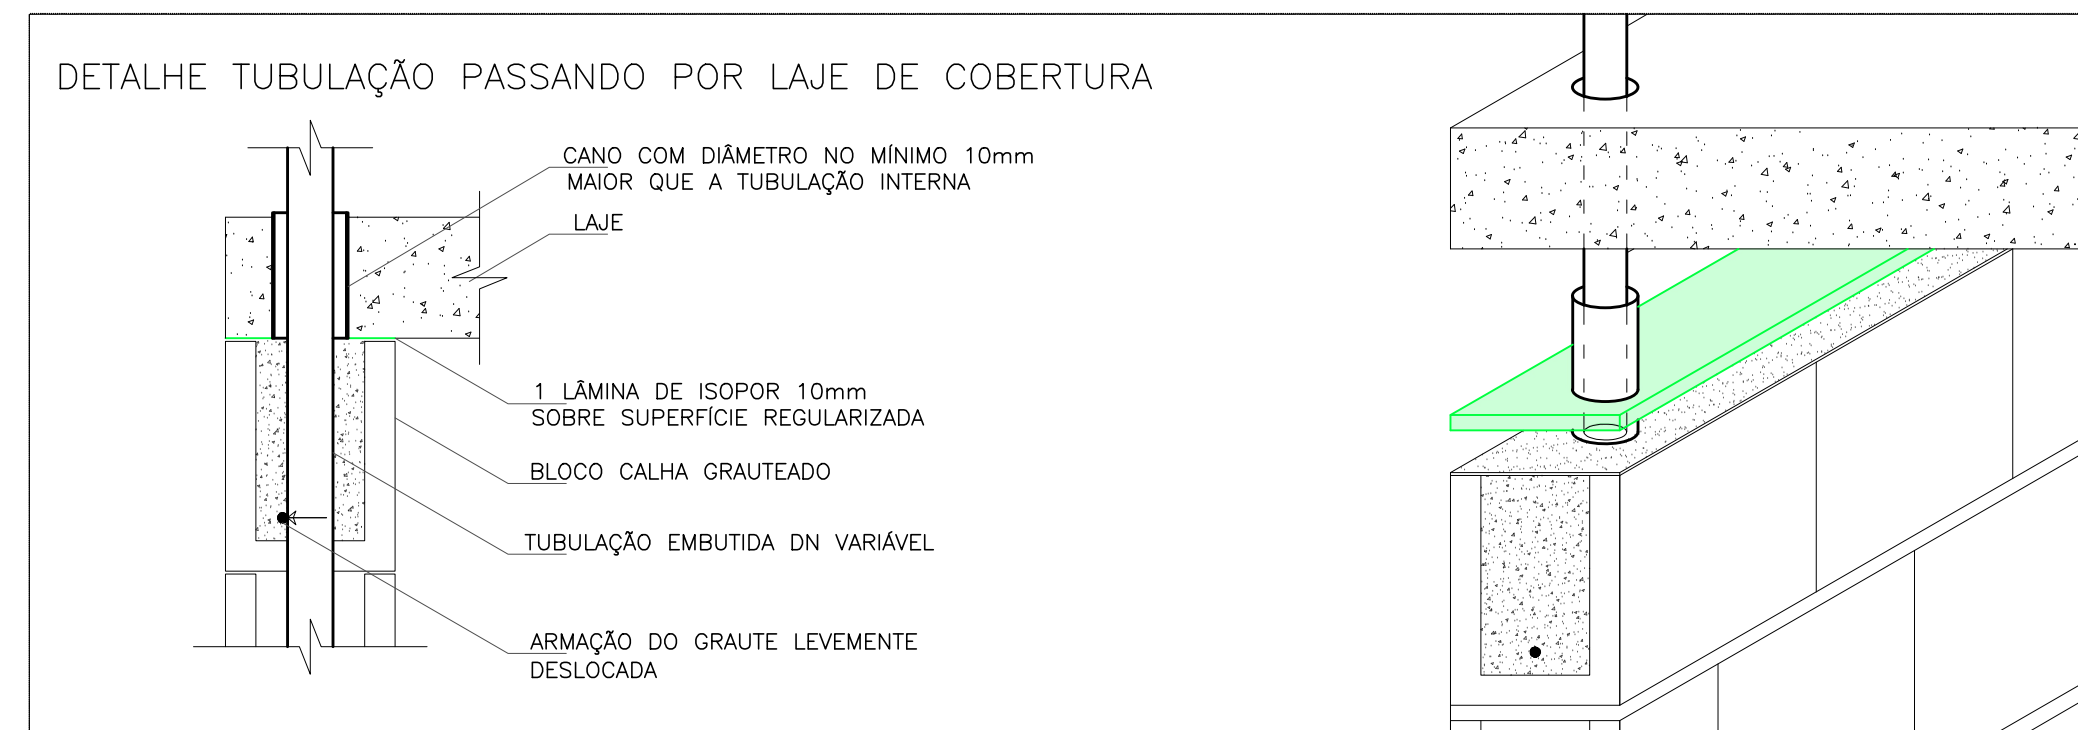 DETALHE TUBULAÇÃO PASSANDO POR LAJE DE COBERTURA
CANO COM DIÂMETRO NO MÍNIMO 10mm
MAIOR QUE A TUBULAÇÃO INTERNA
LAJE
1 LÂMINA DE ISOPOR 10mm
SOBRE SUPERFÍCIE REGULARIZADA
BLOCO CALHA GRAUTEADO
TUBULAÇÃO EMBUTIDA DN VARIÁVEL
ARMAÇÃO DO GRAUTE LEVEMENTE
DESLOCADA